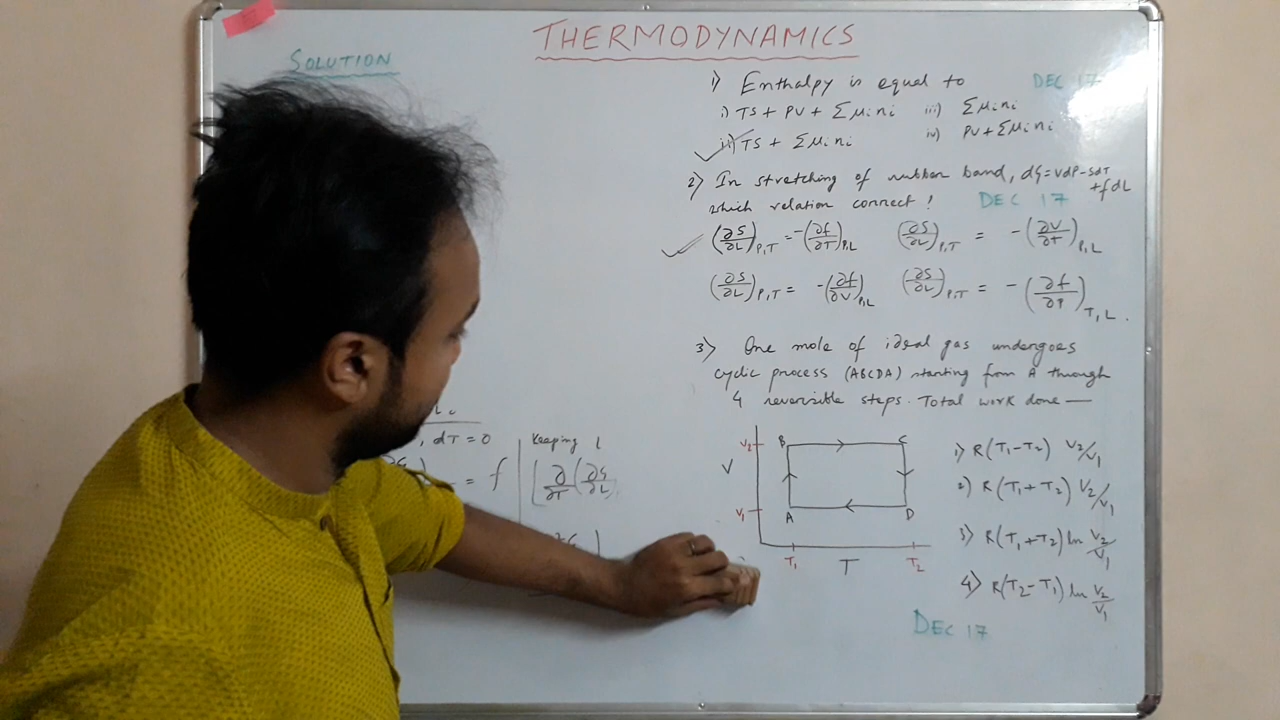 THERMODYNAMICS
SOLUTION
1) Enthalpy is equal to DEC 17
i) TS + PV + Σμini iii) Σμini
ii) TS + Σμini iv) PV + Σμini
2) In stretching of rubber band, dG = VdP - SdT + fdL
which relation correct! DEC 17
(∂S/∂L)P,T = -(∂f/∂T)P,L (∂S/∂L)P,T = -(∂V/∂T)P,L
(∂S/∂L)P,T = -(∂f/∂V)P,L (∂S/∂L)P,T = -(∂f/∂P)T,L.
3) One mole of ideal gas undergoes
cyclic process (ABCDA) starting from A through
4 reversible steps. Total work done —
V2 B C
V
V1 A D
T1 T T2
1) R(T1-T2) V2/V1
2) R(T1+T2) V2/V1
3) R(T1+T2) ln V2/V1
4) R(T2-T1) ln V2/V1
DEC 17
, dT = 0
= f
Keeping L
[∂/∂T (∂G/∂L)